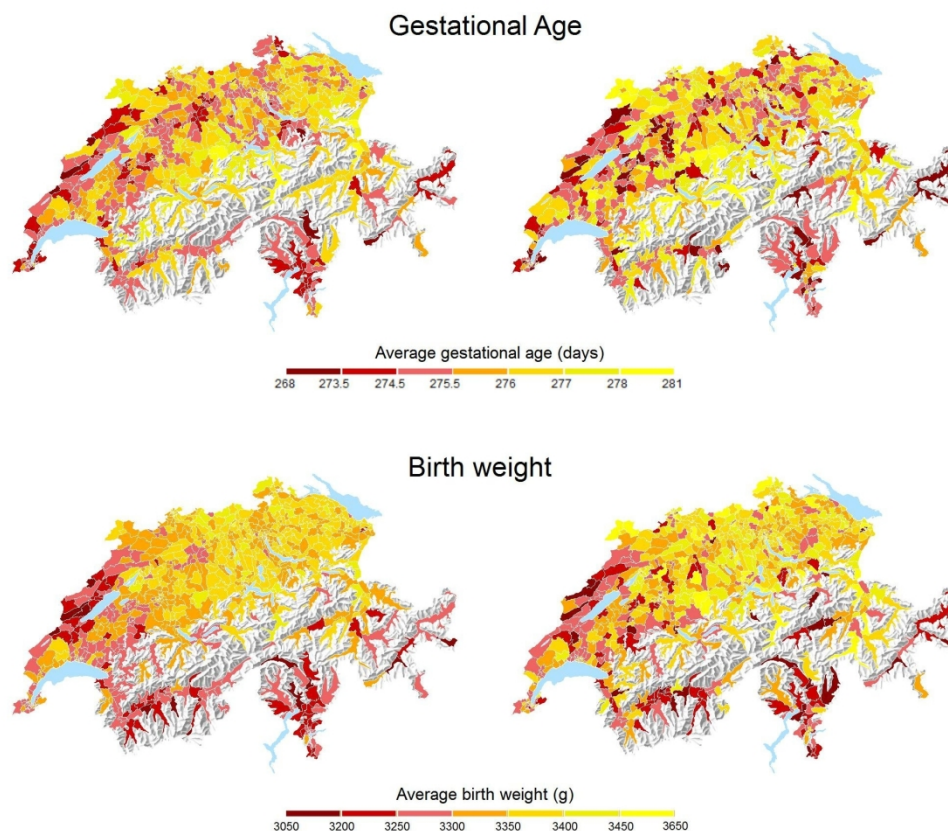 Gestational Age
Average gestational age (days)
268 273.5 274.5 275.5 276 277 278 281
Birth weight
Average birth weight (g)
3050 3200 3250 3300 3350 3400 3450 3650